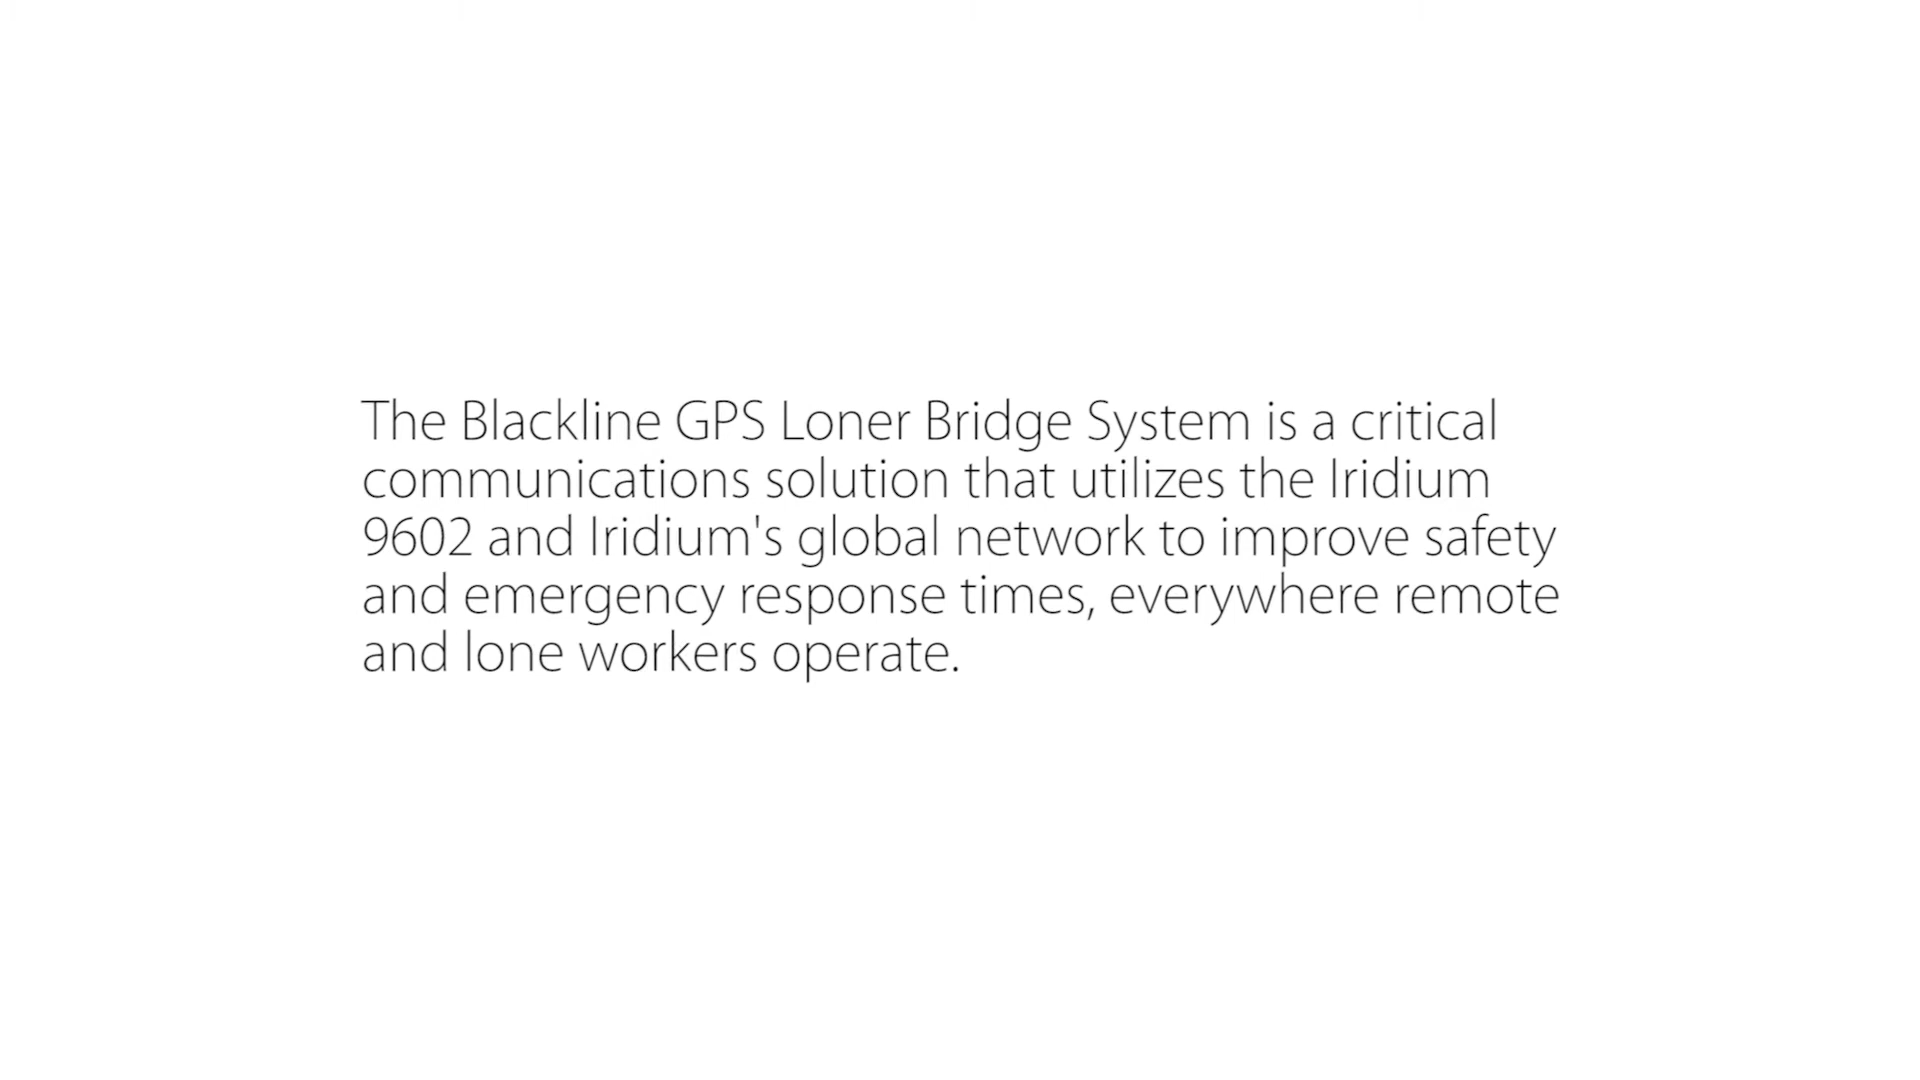 The Blackline GPS Loner Bridge System is a critical
communications solution that utilizes the Iridium
9602 and Iridium's global network to improve safety
and emergency response times, everywhere remote
and lone workers operate.